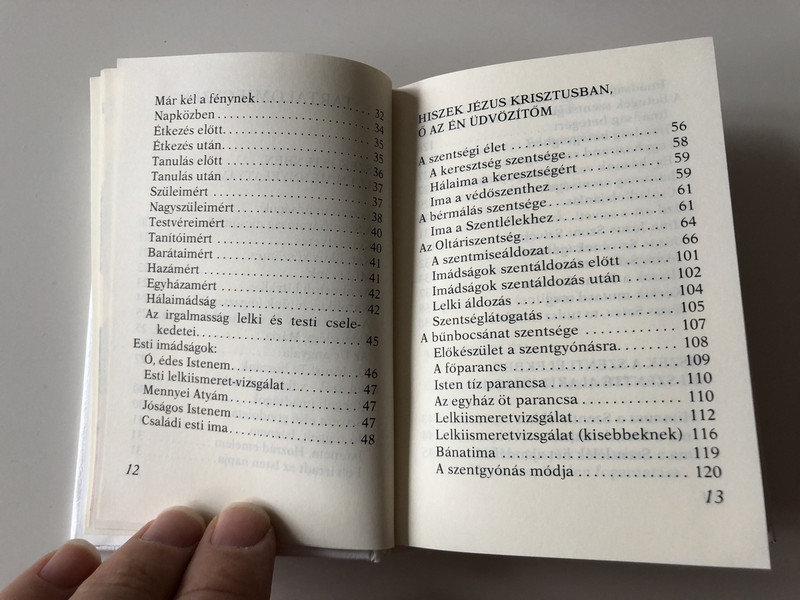 Már kél a fénynek. . . . . . . . . . . . . . . . . . 32
Napközben . . . . . . . . . . . . . . . . . . . . . . 34
Étkezés előtt. . . . . . . . . . . . . . . . . . . . . 35
Étkezés után. . . . . . . . . . . . . . . . . . . . . 35
Tanulás előtt . . . . . . . . . . . . . . . . . . . . . 36
Tanulás után . . . . . . . . . . . . . . . . . . . . . 37
Szüleimért . . . . . . . . . . . . . . . . . . . . . . . 37
Nagyszüleimért . . . . . . . . . . . . . . . . . . . 38
Testvéreimért . . . . . . . . . . . . . . . . . . . . 40
Tanítóimért . . . . . . . . . . . . . . . . . . . . . . 40
Barátaimért . . . . . . . . . . . . . . . . . . . . . . 41
Hazámért . . . . . . . . . . . . . . . . . . . . . . . 41
Egyházamért . . . . . . . . . . . . . . . . . . . . . 42
Hálaimádság . . . . . . . . . . . . . . . . . . . . . 42
Az irgalmasság lelki és testi csele-
kedetei. . . . . . . . . . . . . . . . . . . . . . . . . 45
Esti imádságok:
Ó, édes Istenem . . . . . . . . . . . . . . . . . . 46
Esti lelkiismeret-vizsgálat . . . . . . . . . . . 47
Mennyei Atyám . . . . . . . . . . . . . . . . . . . 47
Jóságos Istenem . . . . . . . . . . . . . . . . . . 47
Családi esti ima . . . . . . . . . . . . . . . . . . . 48
12
HISZEK JÉZUS KRISZTUSBAN,
Ő AZ ÉN ÜDVÖZÍTŐM
A szentségi élet . . . . . . . . . . . . . . . . . . . 56
A keresztség szentsége . . . . . . . . . . . . . 58
Hálaima a keresztségért . . . . . . . . . . . . 59
Ima a védőszenthez . . . . . . . . . . . . . . . 59
A bérmálás szentsége . . . . . . . . . . . . . . 61
Ima a Szentlélekhez . . . . . . . . . . . . . . . 61
Az Oltáriszentség. . . . . . . . . . . . . . . . . . 64
A szentmiseáldozat . . . . . . . . . . . . . . . . 66
Imádságok szentáldozás előtt . . . . . . . 101
Imádságok szentáldozás után . . . . . . . 102
Lelki áldozás . . . . . . . . . . . . . . . . . . . . . 104
Szentséglátogatás . . . . . . . . . . . . . . . . . 105
A bűnbocsánat szentsége . . . . . . . . . . . 107
Előkészület a szentgyónásra. . . . . . . . . 108
A főparancs . . . . . . . . . . . . . . . . . . . . . . 109
Isten tíz parancsa . . . . . . . . . . . . . . . . . 110
Az egyház öt parancsa . . . . . . . . . . . . . 110
Lelkiismeretvizsgálat . . . . . . . . . . . . . . 112
Lelkiismeretvizsgálat (kisebbeknek) 116
Bánatima . . . . . . . . . . . . . . . . . . . . . . . . 119
A szentgyónás módja . . . . . . . . . . . . . . 120
13